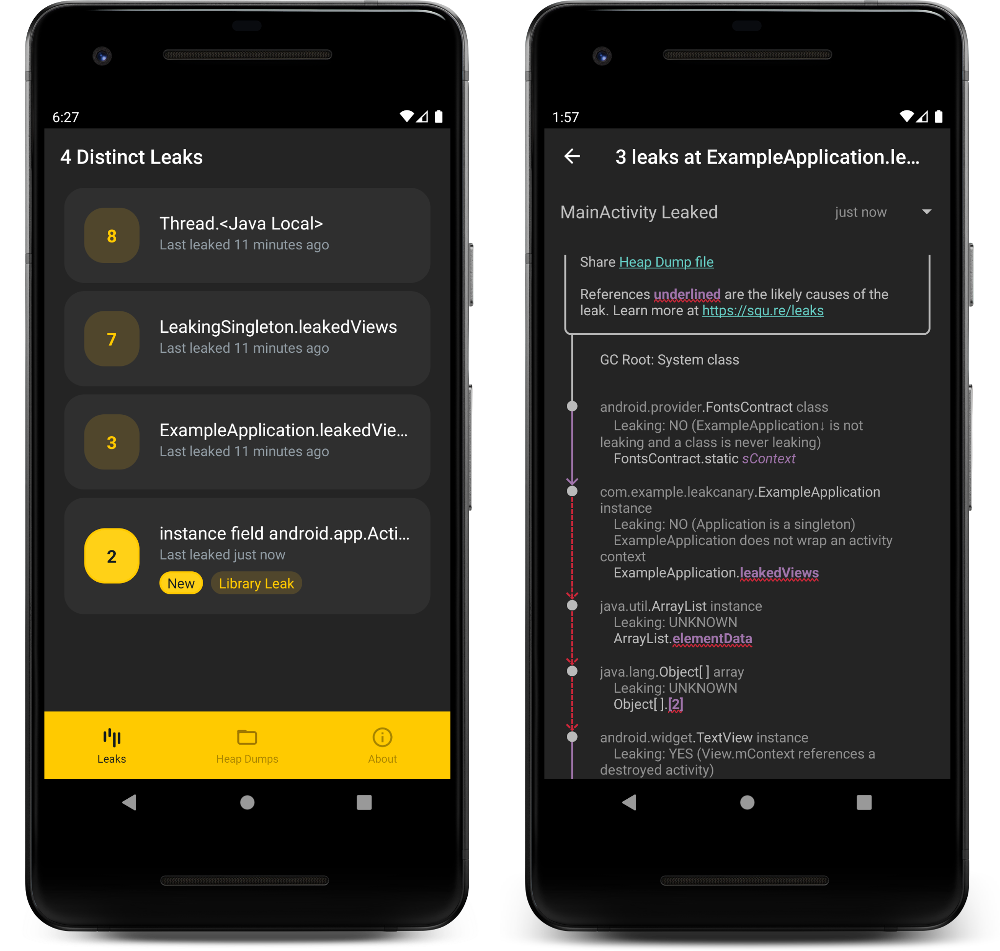 6:27
4 Distinct Leaks
8
Thread.<Java Local>
Last leaked 11 minutes ago
7
LeakingSingleton.leakedViews
Last leaked 11 minutes ago
3
ExampleApplication.leakedVie...
Last leaked 11 minutes ago
2
instance field android.app.Acti...
Last leaked just now
New
Library Leak
Leaks
Heap Dumps
About
1:57
3 leaks at ExampleApplication.le...
MainActivity Leaked
just now
Share Heap Dump file
References underlined are the likely causes of the
leak. Learn more at https://squ.re/leaks
GC Root: System class
android.provider.FontsContract class
Leaking: NO (ExampleApplication↓ is not
leaking and a class is never leaking)
FontsContract.static sContext
com.example.leakcanary.ExampleApplication
instance
Leaking: NO (Application is a singleton)
ExampleApplication does not wrap an activity
context
ExampleApplication.leakedViews
java.util.ArrayList instance
Leaking: UNKNOWN
ArrayList.elementData
java.lang.Object[ ] array
Leaking: UNKNOWN
Object[ ].[2]
android.widget.TextView instance
Leaking: YES (View.mContext references a
destroyed activity)